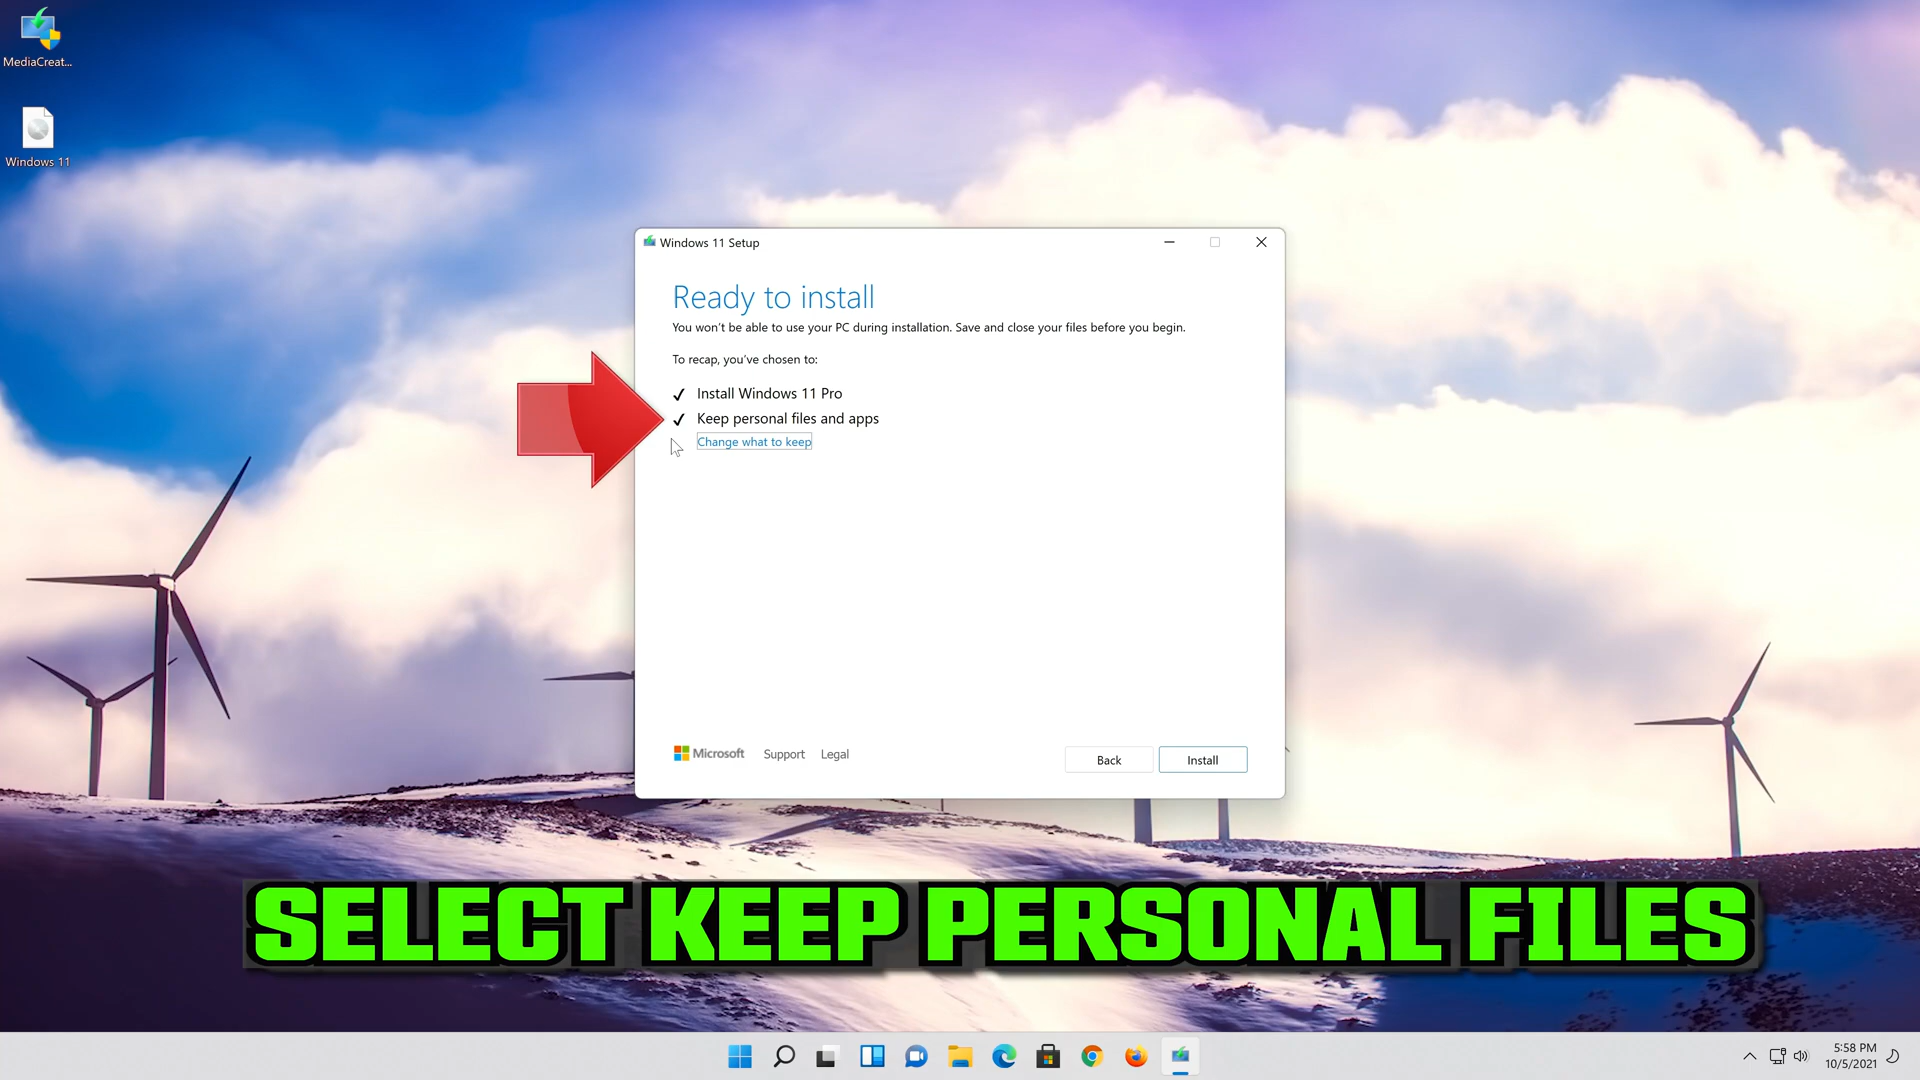 MediaCreat...
Windows 11
Windows 11 Setup
Ready to install
You won't be able to use your PC during installation. Save and close your files before you begin.
To recap, you've chosen to:
Install Windows 11 Pro
Keep personal files and apps
Change what to keep
Microsoft
Support
Legal
Back
Install
SELECT KEEP PERSONAL FILES
5:58 PM
10/5/2021